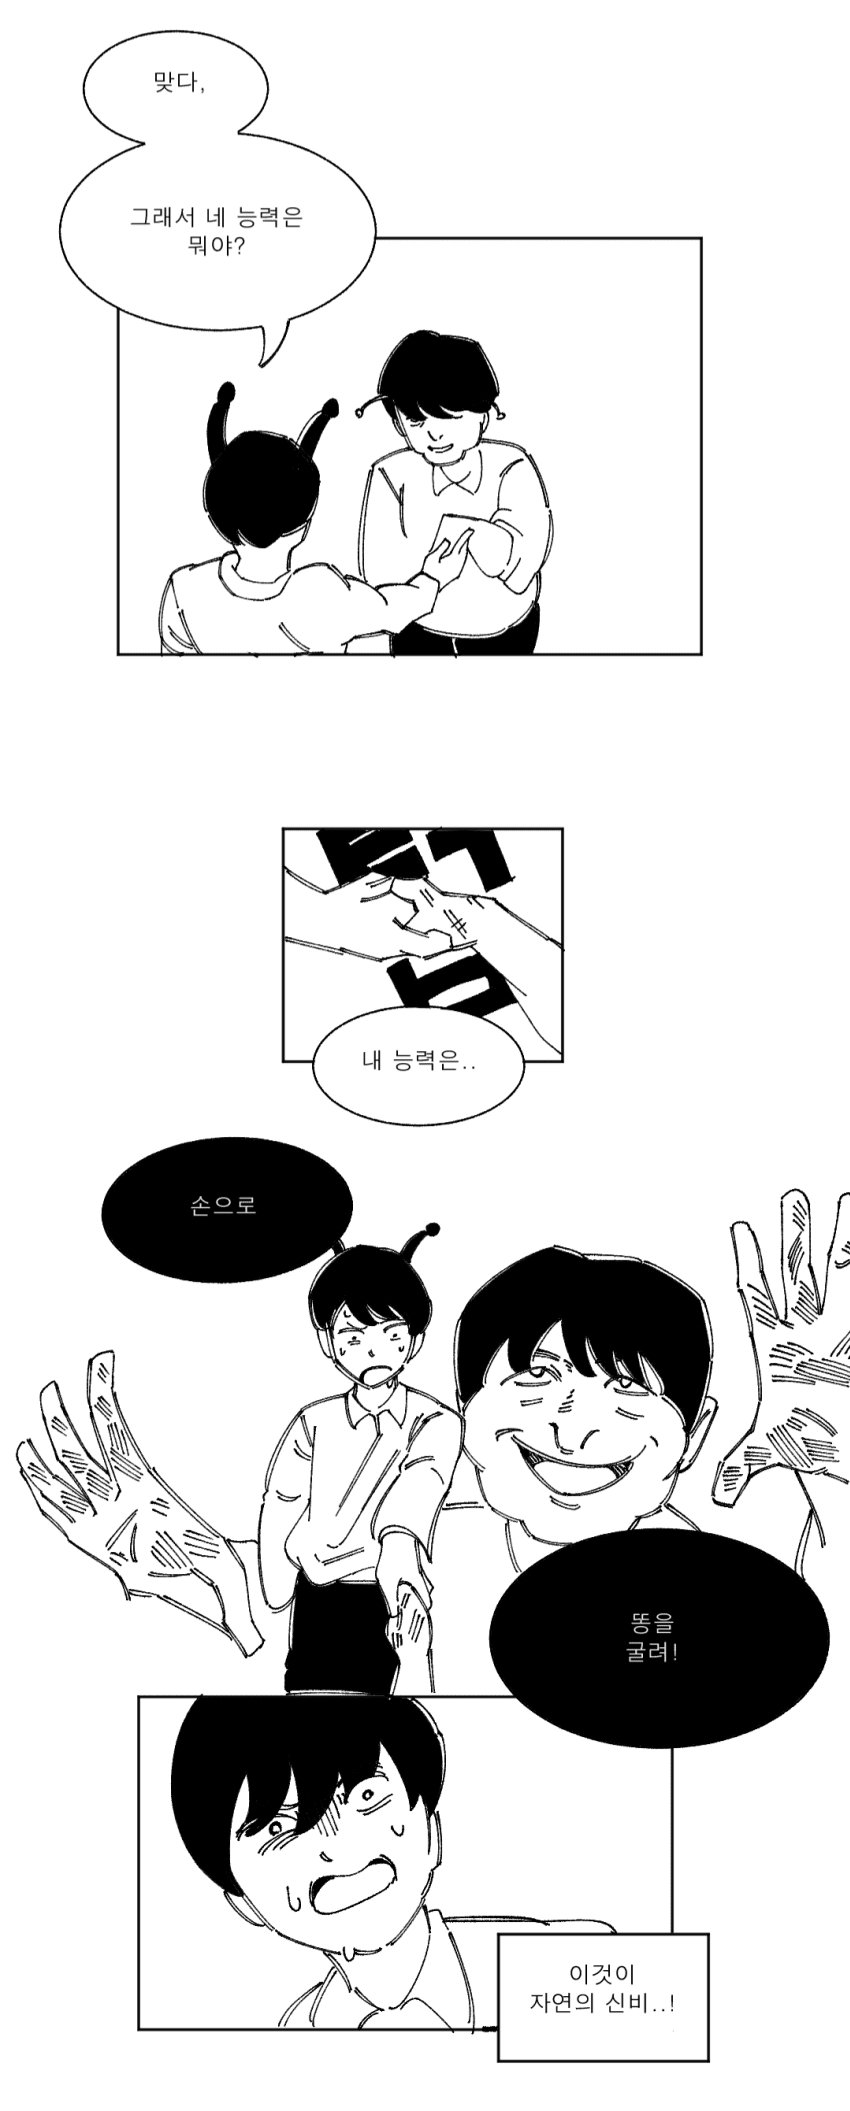 맞다,
그래서 네 능력은
뭐야?
턱
내 능력은..
손으로
똥을
굴려!
이것이
자연의 신비..!